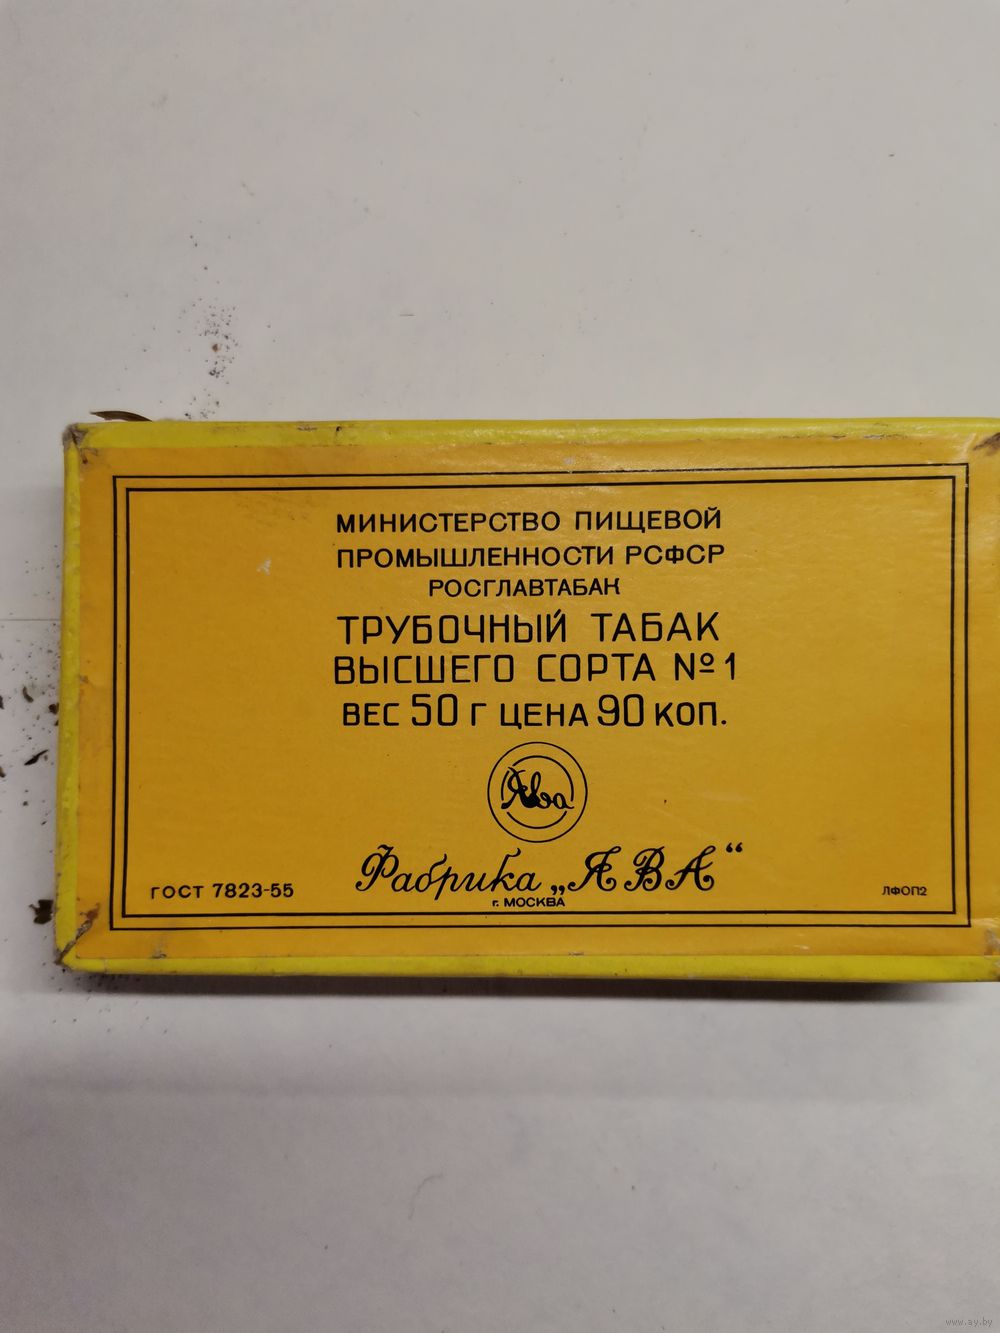 МИНИСТЕРСТВО ПИЩЕВОЙ
ПРОМЫШЛЕННОСТИ РСФСР
РОСГЛАВТАБАК
ТРУБОЧНЫЙ ТАБАК
ВЫСШЕГО СОРТА №1
ВЕС 50 Г ЦЕНА 90 КОП.
Ява
Фабрика „ЯВА“
г. МОСКВА
ГОСТ 7823-55
ЛФОП2
www.ay.by